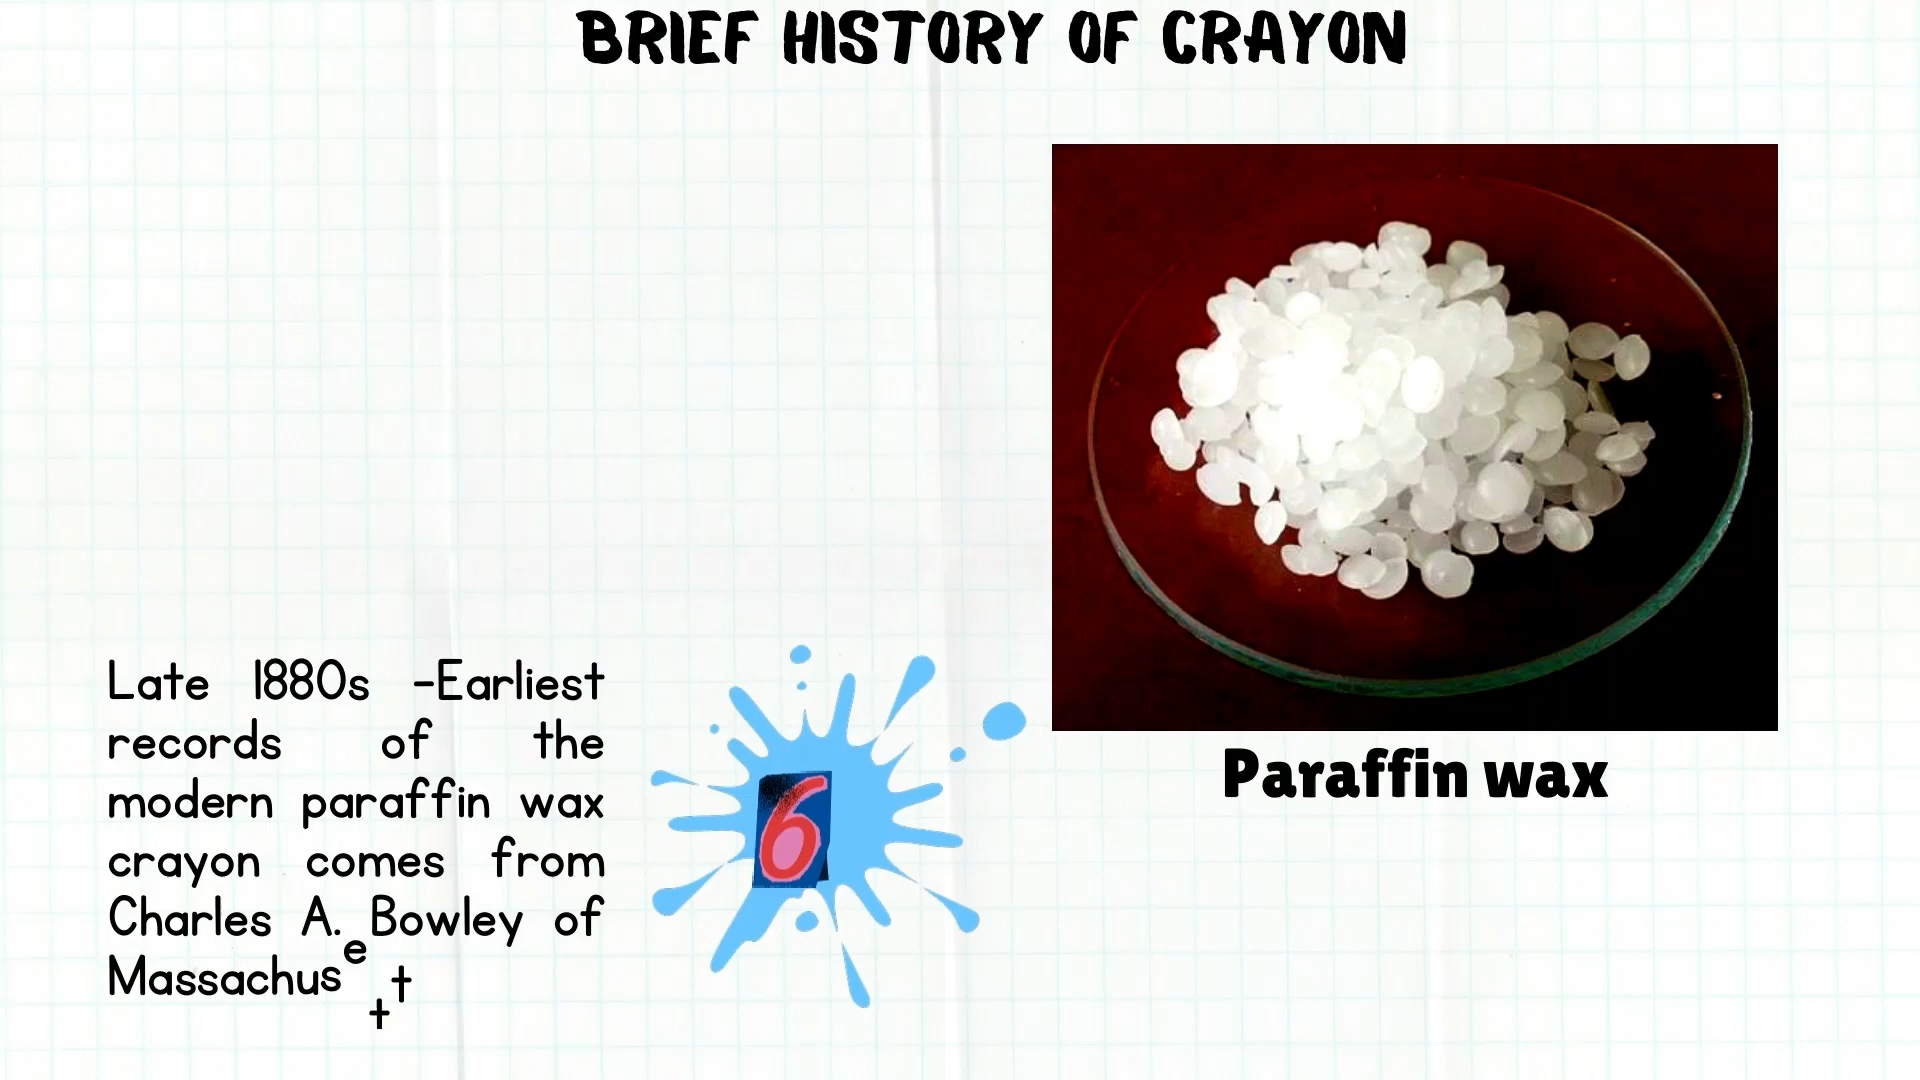 BRIEF HISTORY OF CRAYON
Late 1880s -Earliest
records of the
modern paraffin wax
crayon comes from
Charles A. Bowley of
Massachusett
6
Paraffin wax